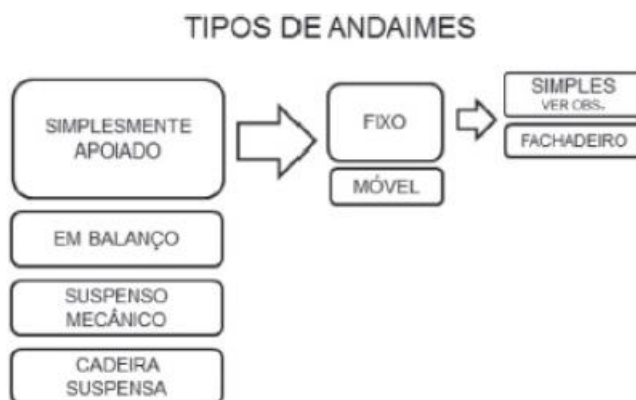 TIPOS DE ANDAIMES
SIMPLESMENTE
APOIADO
FIXO
SIMPLES
VER OBS.
FACHADEIRO
MÓVEL
EM BALANÇO
SUSPENSO
MECÂNICO
CADEIRA
SUSPENSA